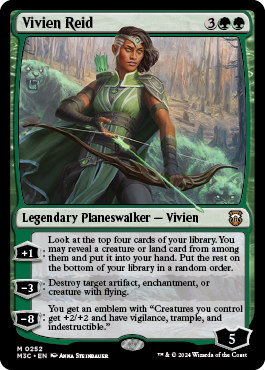 Vivien Reid 3
Legendary Planeswalker — Vivien
+1: Look at the top four cards of your library. You
may reveal a creature or land card from among
them and put it into your hand. Put the rest on
the bottom of your library in a random order.
-3: Destroy target artifact, enchantment, or
creature with flying.
-8: You get an emblem with “Creatures you control
get +2/+2 and have vigilance, trample, and
indestructible.”
5
M 0252
M3C • EN Anna Steinbauer
™ & © 2024 Wizards of the Coast